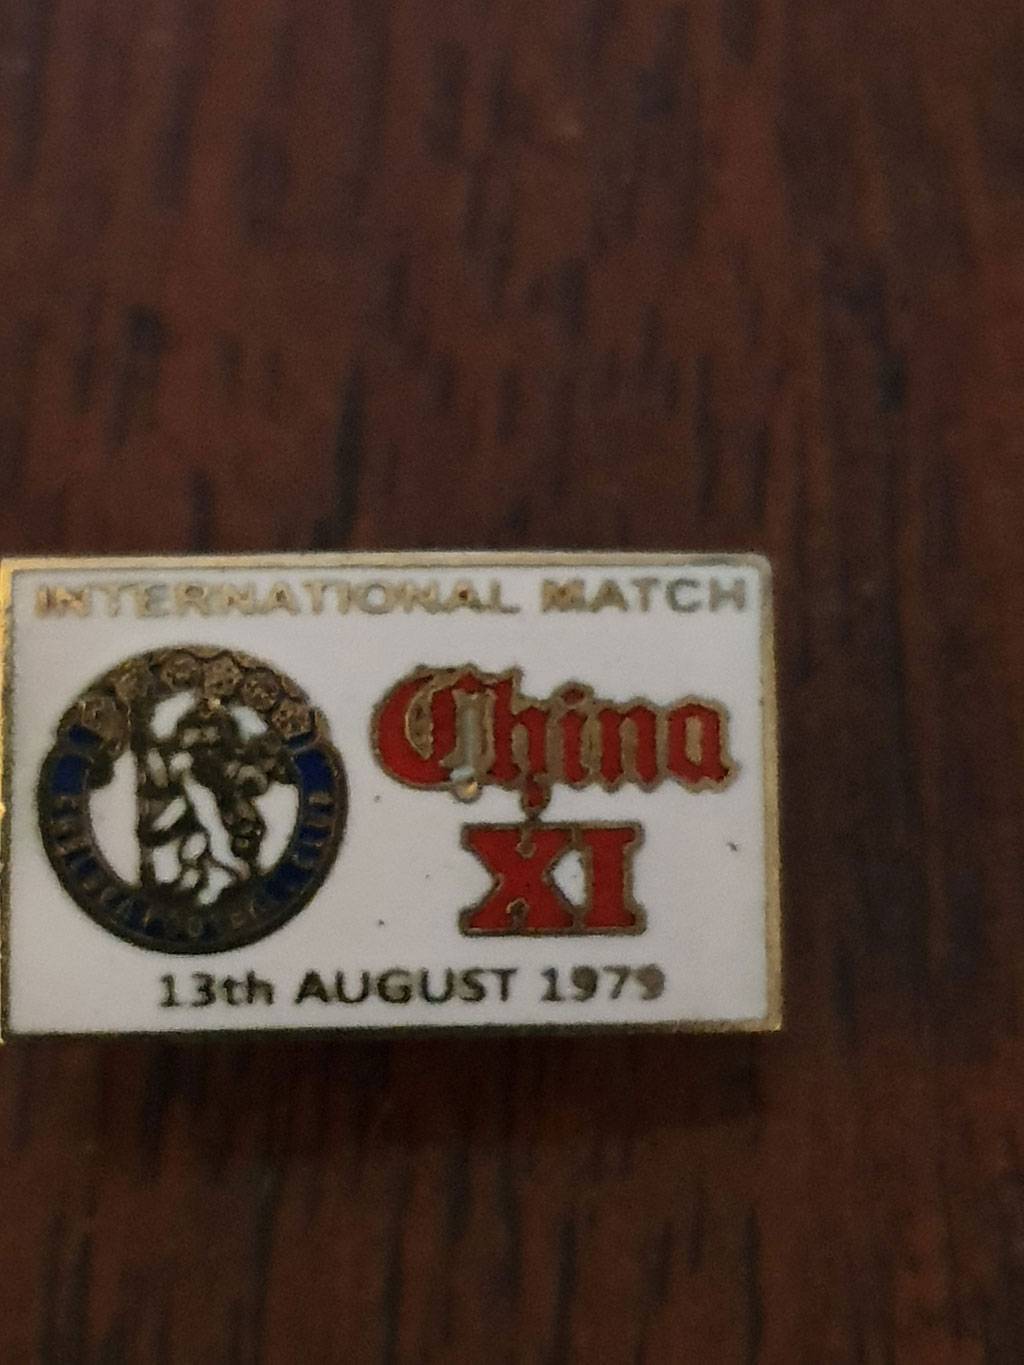 INTERNATIONAL MATCH
China
XI
13th AUGUST 1979